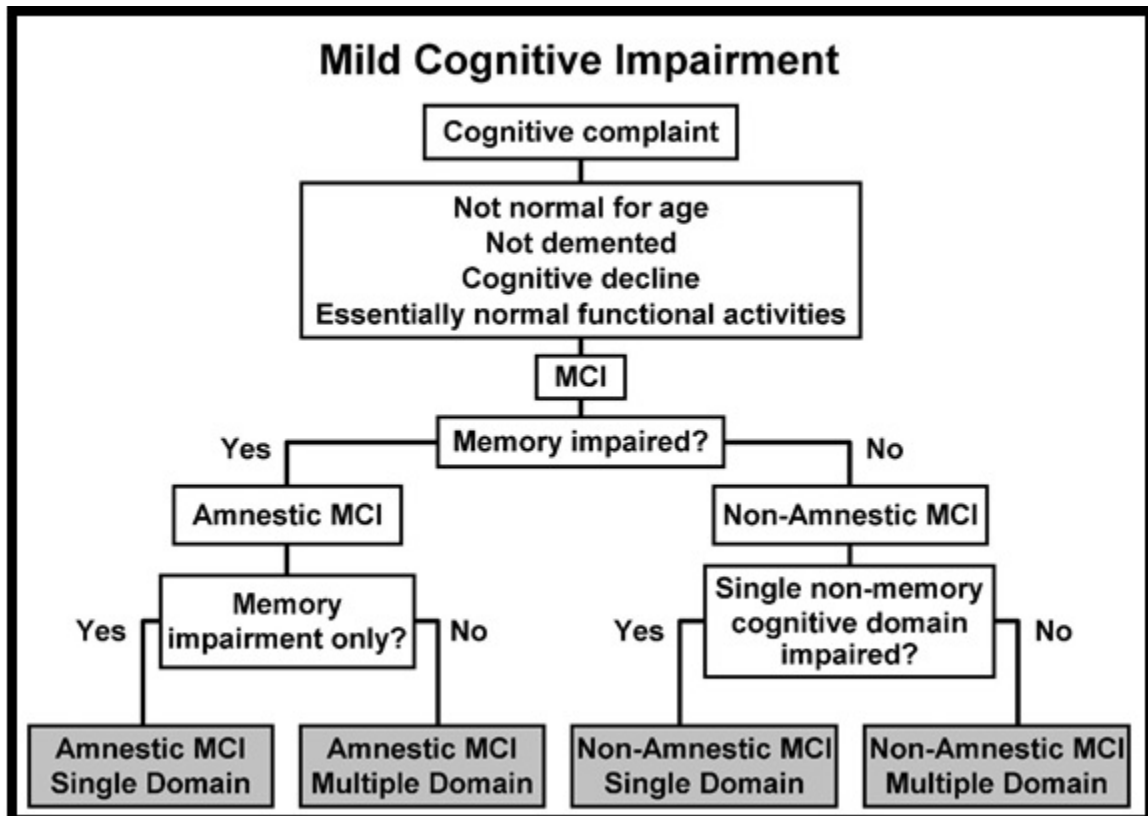 Mild Cognitive Impairment
Cognitive complaint
Not normal for age
Not demented
Cognitive decline
Essentially normal functional activities
MCI
Yes
Memory impaired?
No
Amnestic MCI
Non-Amnestic MCI
Yes
Memory
impairment only?
No
Yes
Single non-memory
cognitive domain
impaired?
No
Amnestic MCI
Single Domain
Amnestic MCI
Multiple Domain
Non-Amnestic MCI
Single Domain
Non-Amnestic MCI
Multiple Domain